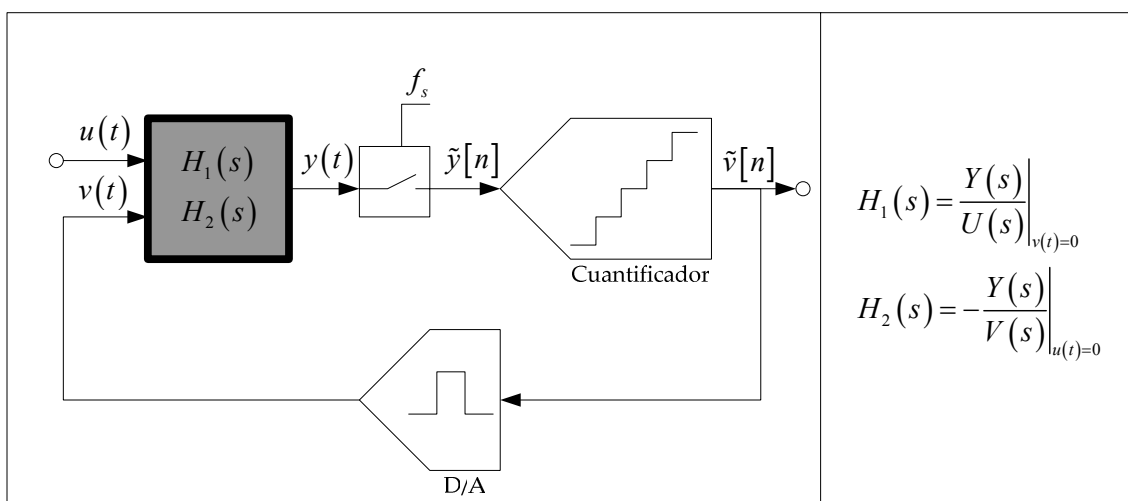 f_s
u(t)
H_1(s)
y(t)
ỹ[n]
ṽ[n]
v(t)
H_2(s)
Cuantificador
D/A
H_1(s) = Y(s)/U(s)|_{v(t)=0}
H_2(s) = -Y(s)/V(s)|_{u(t)=0}